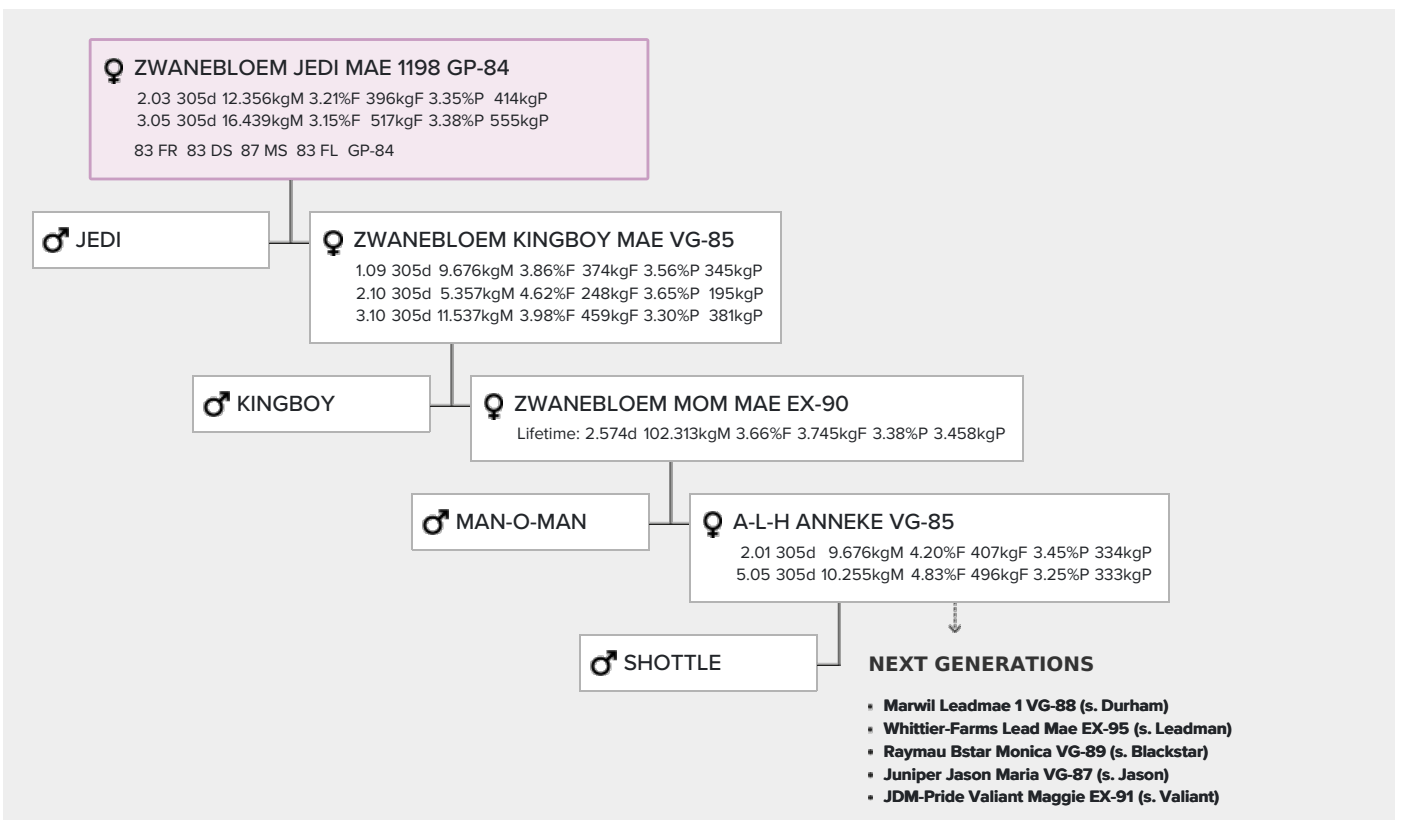 ZWANEBLOEM JEDI MAE 1198 GP-84
2.03 305d 12.356kgM 3.21%F 396kgF 3.35%P 414kgP
3.05 305d 16.439kgM 3.15%F 517kgF 3.38%P 555kgP
83 FR 83 DS 87 MS 83 FL GP-84
JEDI
ZWANEBLOEM KINGBOY MAE VG-85
1.09 305d 9.676kgM 3.86%F 374kgF 3.56%P 345kgP
2.10 305d 5.357kgM 4.62%F 248kgF 3.65%P 195kgP
3.10 305d 11.537kgM 3.98%F 459kgF 3.30%P 381kgP
KINGBOY
ZWANEBLOEM MOM MAE EX-90
Lifetime: 2.574d 102.313kgM 3.66%F 3.745kgF 3.38%P 3.458kgP
MAN-O-MAN
A-L-H ANNEKE VG-85
2.01 305d 9.676kgM 4.20%F 407kgF 3.45%P 334kgP
5.05 305d 10.255kgM 4.83%F 496kgF 3.25%P 333kgP
SHOTTLE
NEXT GENERATIONS
• Marwil Leadmae 1 VG-88 (s. Durham)
• Whittier-Farms Lead Mae EX-95 (s. Leadman)
• Raymau Bstar Monica VG-89 (s. Blackstar)
• Juniper Jason Maria VG-87 (s. Jason)
• JDM-Pride Valiant Maggie EX-91 (s. Valiant)